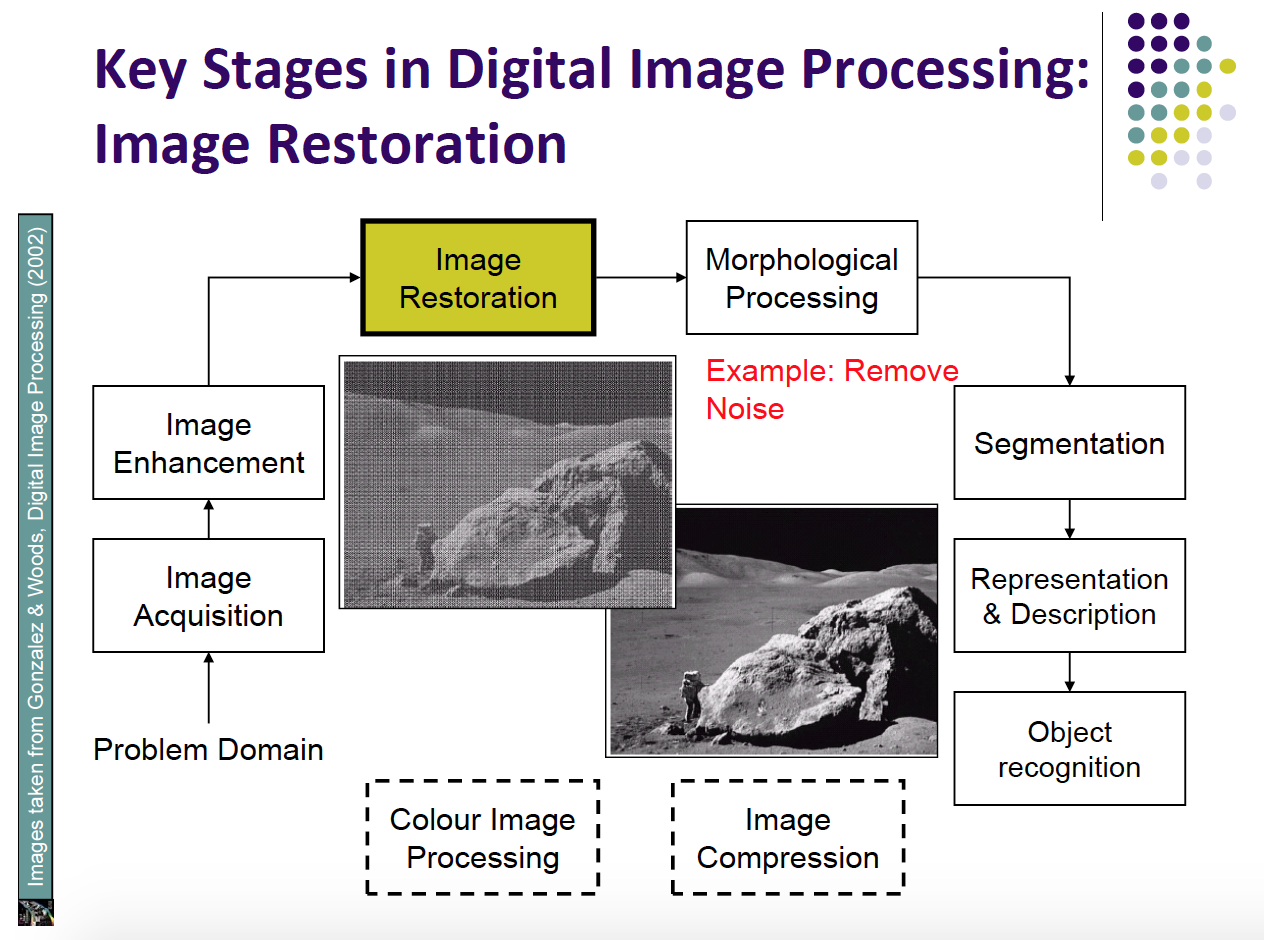 Key Stages in Digital Image Processing:
Image Restoration
Images taken from Gonzalez & Woods, Digital Image Processing (2002)
Image
Restoration
Morphological
Processing
Example: Remove
Noise
Image
Enhancement
Segmentation
Image
Acquisition
Representation
& Description
Problem Domain
Object
recognition
Colour Image
Processing
Image
Compression